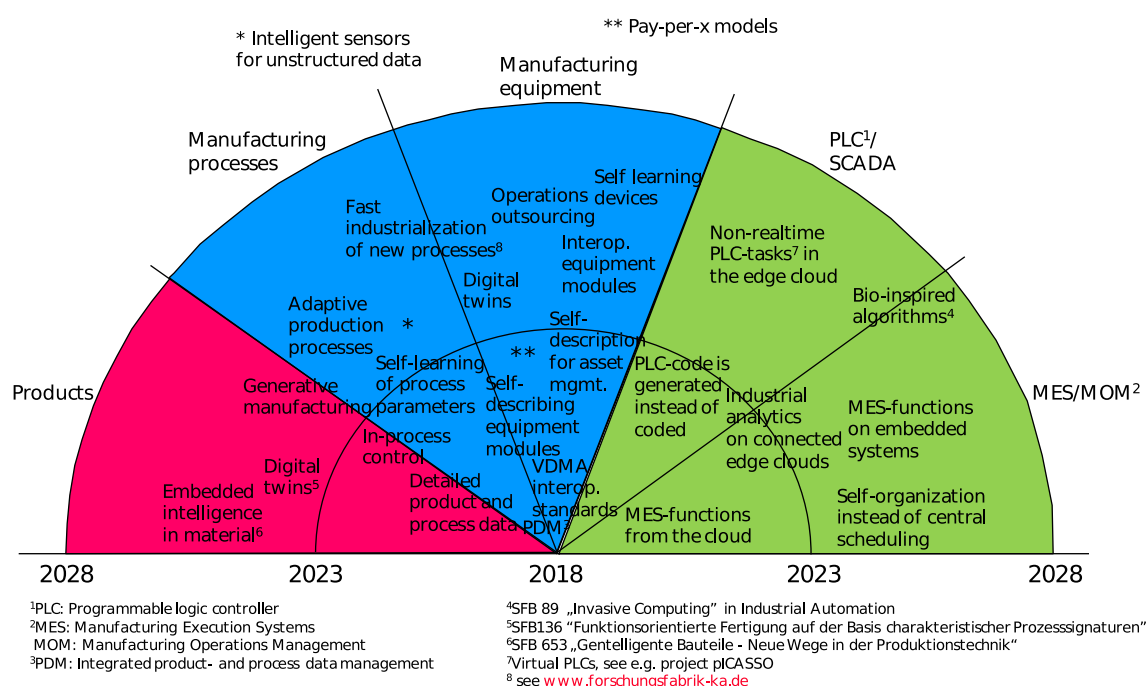 ** Pay-per-x models
* Intelligent sensors
for unstructured data
Manufacturing
equipment
Manufacturing
processes
PLC¹/
SCADA
Self learning
devices
Operations
outsourcing
Fast
industrialization
of new processes⁸
Non-realtime
PLC-tasks⁷ in
the edge cloud
Interop.
equipment
modules
Digital
twins
Bio-inspired
algorithms⁴
Adaptive
production
processes
*
Self-
description
for asset
mgmt.
**
Self-learning
of process
parameters
PLC-code is
generated
instead of
coded
Products
Generative
manufacturing
Self-
describing
equipment
modules
Industrial
analytics
on connected
edge clouds
MES/MOM²
MES-functions
on embedded
systems
In-process
control
Digital
twins⁵
VDMA
interop.
standards
Detailed
product and
process data
PDM³
Embedded
intelligence
in material⁶
MES-functions
from the cloud
Self-organization
instead of central
scheduling
2028
2023
2018
2023
2028
¹PLC: Programmable logic controller
²MES: Manufacturing Execution Systems
MOM: Manufacturing Operations Management
³PDM: Integrated product- and process data management
⁴SFB 89 „Invasive Computing" in Industrial Automation
⁵SFB136 "Funktionsorientierte Fertigung auf der Basis charakteristischer Prozesssignaturen"
⁶SFB 653 „Gentelligente Bauteile - Neue Wege in der Produktionstechnik"
⁷Virtual PLCs, see e.g. project pICASSO
⁸ see www.forschungsfabrik-ka.de